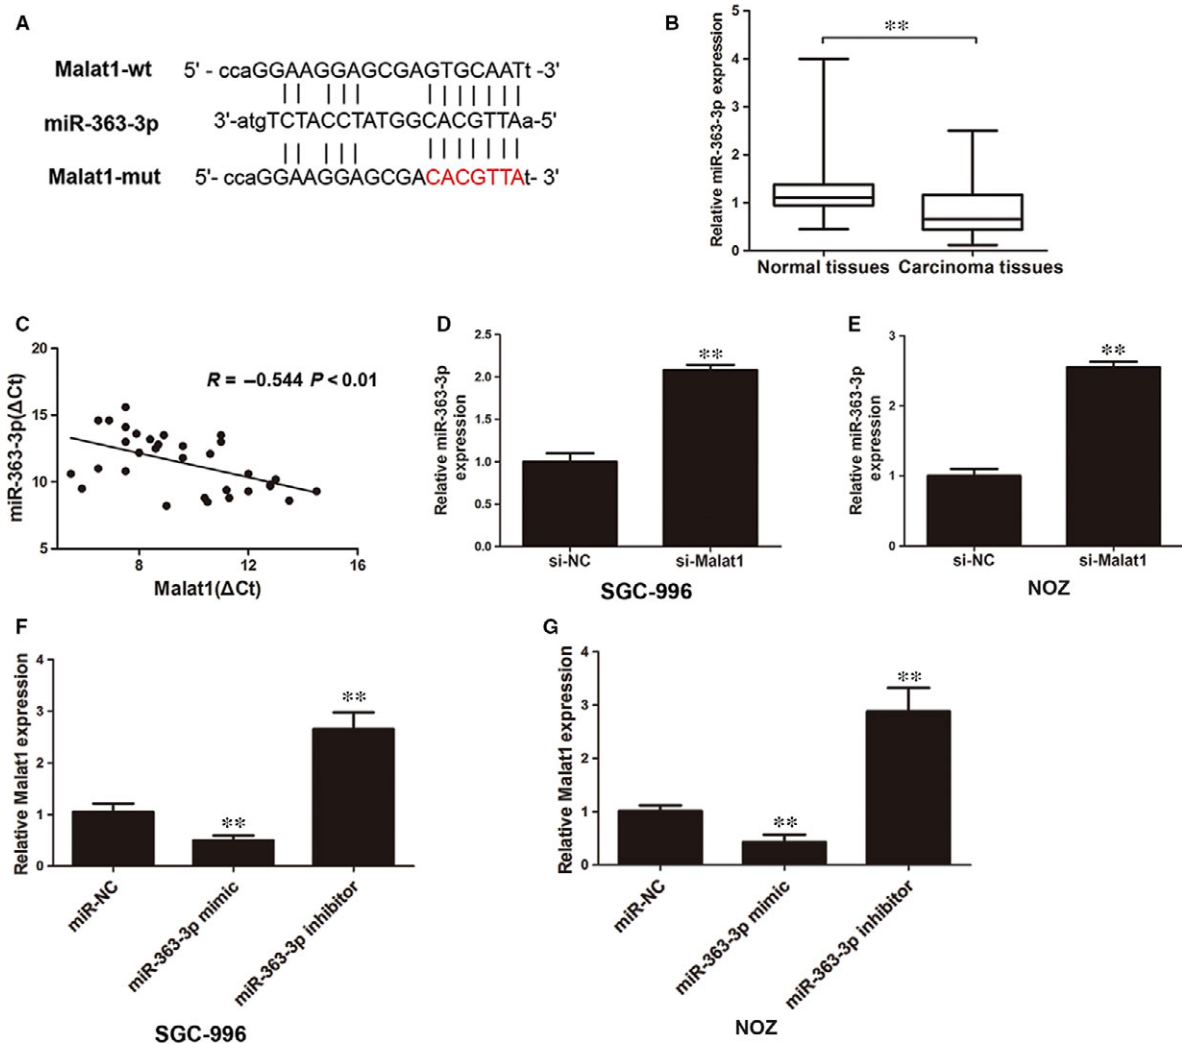 A
Malat1-wt 5' - ccaGGAAGGAGCGAGTGCAATt -3'
miR-363-3p 3'-atgTCTACCTATGGCACGTTAa-5'
Malat1-mut 5'- ccaGGAAGGAGCGACACGTTAt- 3'
B
Relative miR-363-3p expression
5
4
3
2
1
0
**
Normal tissues Carcinoma tissues
C
miR-363-3p(ΔCt)
20
15
10
5
R = –0.544 P < 0.01
8 12 16
Malat1(ΔCt)
D
Relative miR-363-3p
expression
2.5
2.0
1.5
1.0
0.5
0.0
**
si-NC si-Malat1
SGC-996
E
Relative miR-363-3p
expression
3
2
1
0
**
si-NC si-Malat1
NOZ
F
Relative Malat1 expression
4
3
2
1
0
**
**
miR-NC
miR-363-3p mimic
miR-363-3p inhibitor
SGC-996
G
Relative Malat1 expression
4
3
2
1
0
**
**
miR-NC
miR-363-3p mimic
miR-363-3p inhibitor
NOZ